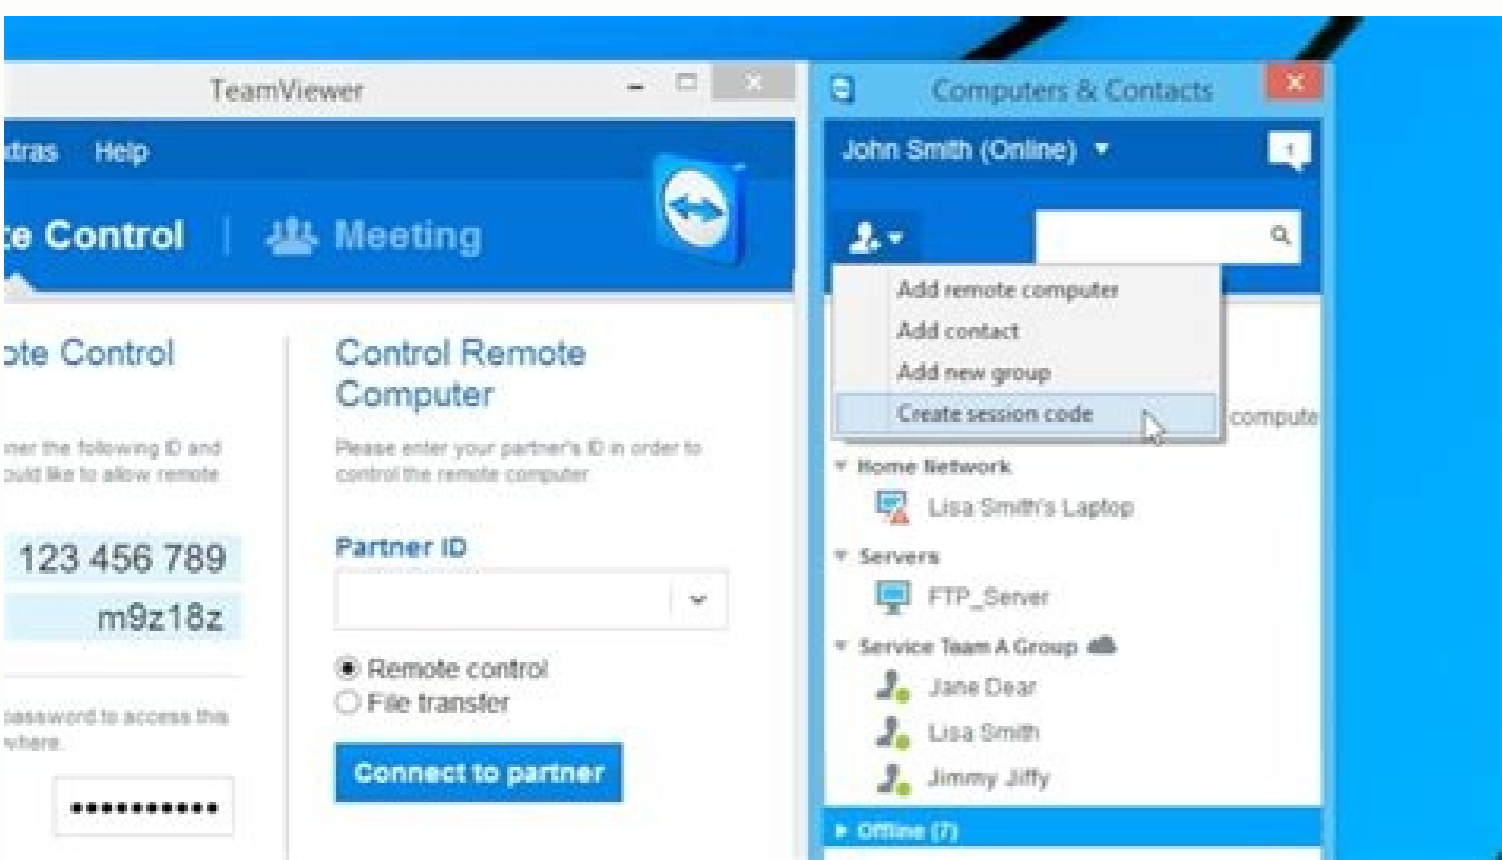 TeamViewer
xtras Help
te Control | Meeting
ote Control
ner the following ID and
ould like to allow remote
123 456 789
m9z18z
password to access this
where.
••••••••••
Control Remote
Computer
Please enter your partner's ID in order to
control the remote computer
Partner ID
Remote control
File transfer
Connect to partner
Computers & Contacts
John Smith (Online)
1
Add remote computer
Add contact
Add new group
Create session code
compute
Home Network
Lisa Smith's Laptop
Servers
FTP_Server
Service Team A Group
Jane Dear
Lisa Smith
Jimmy Jiffy
Offline (7)